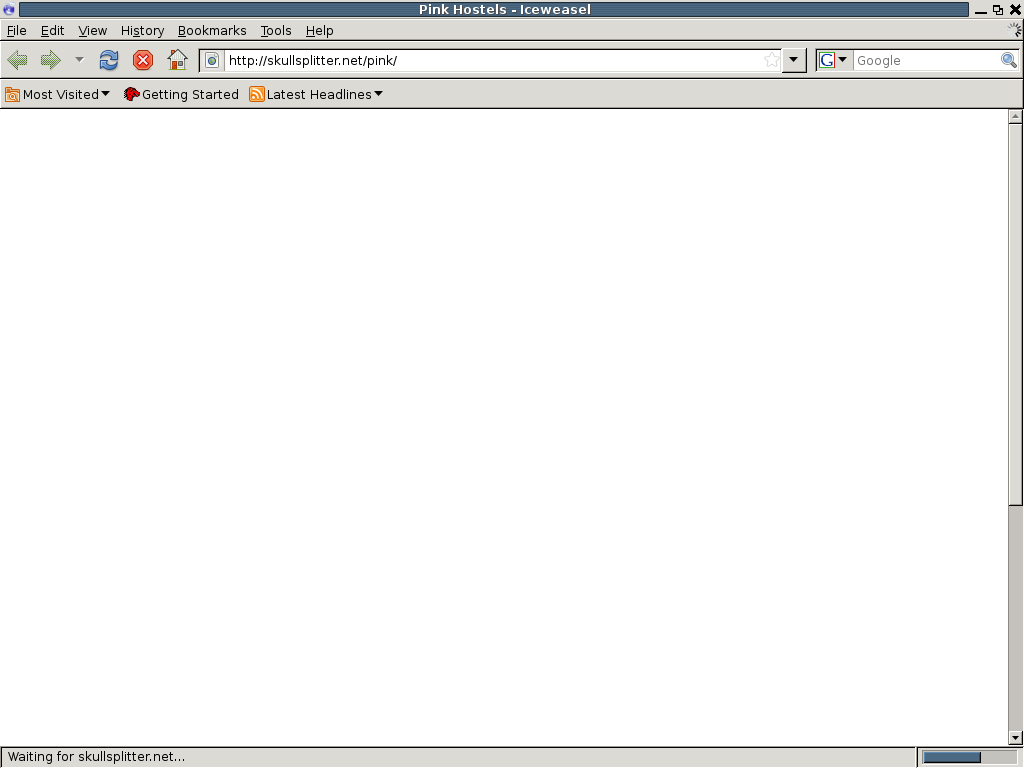 Pink Hostels - Iceweasel
File Edit View History Bookmarks Tools Help
http://skullsplitter.net/pink/ G Google
Most Visited Getting Started Latest Headlines
Waiting for skullsplitter.net...